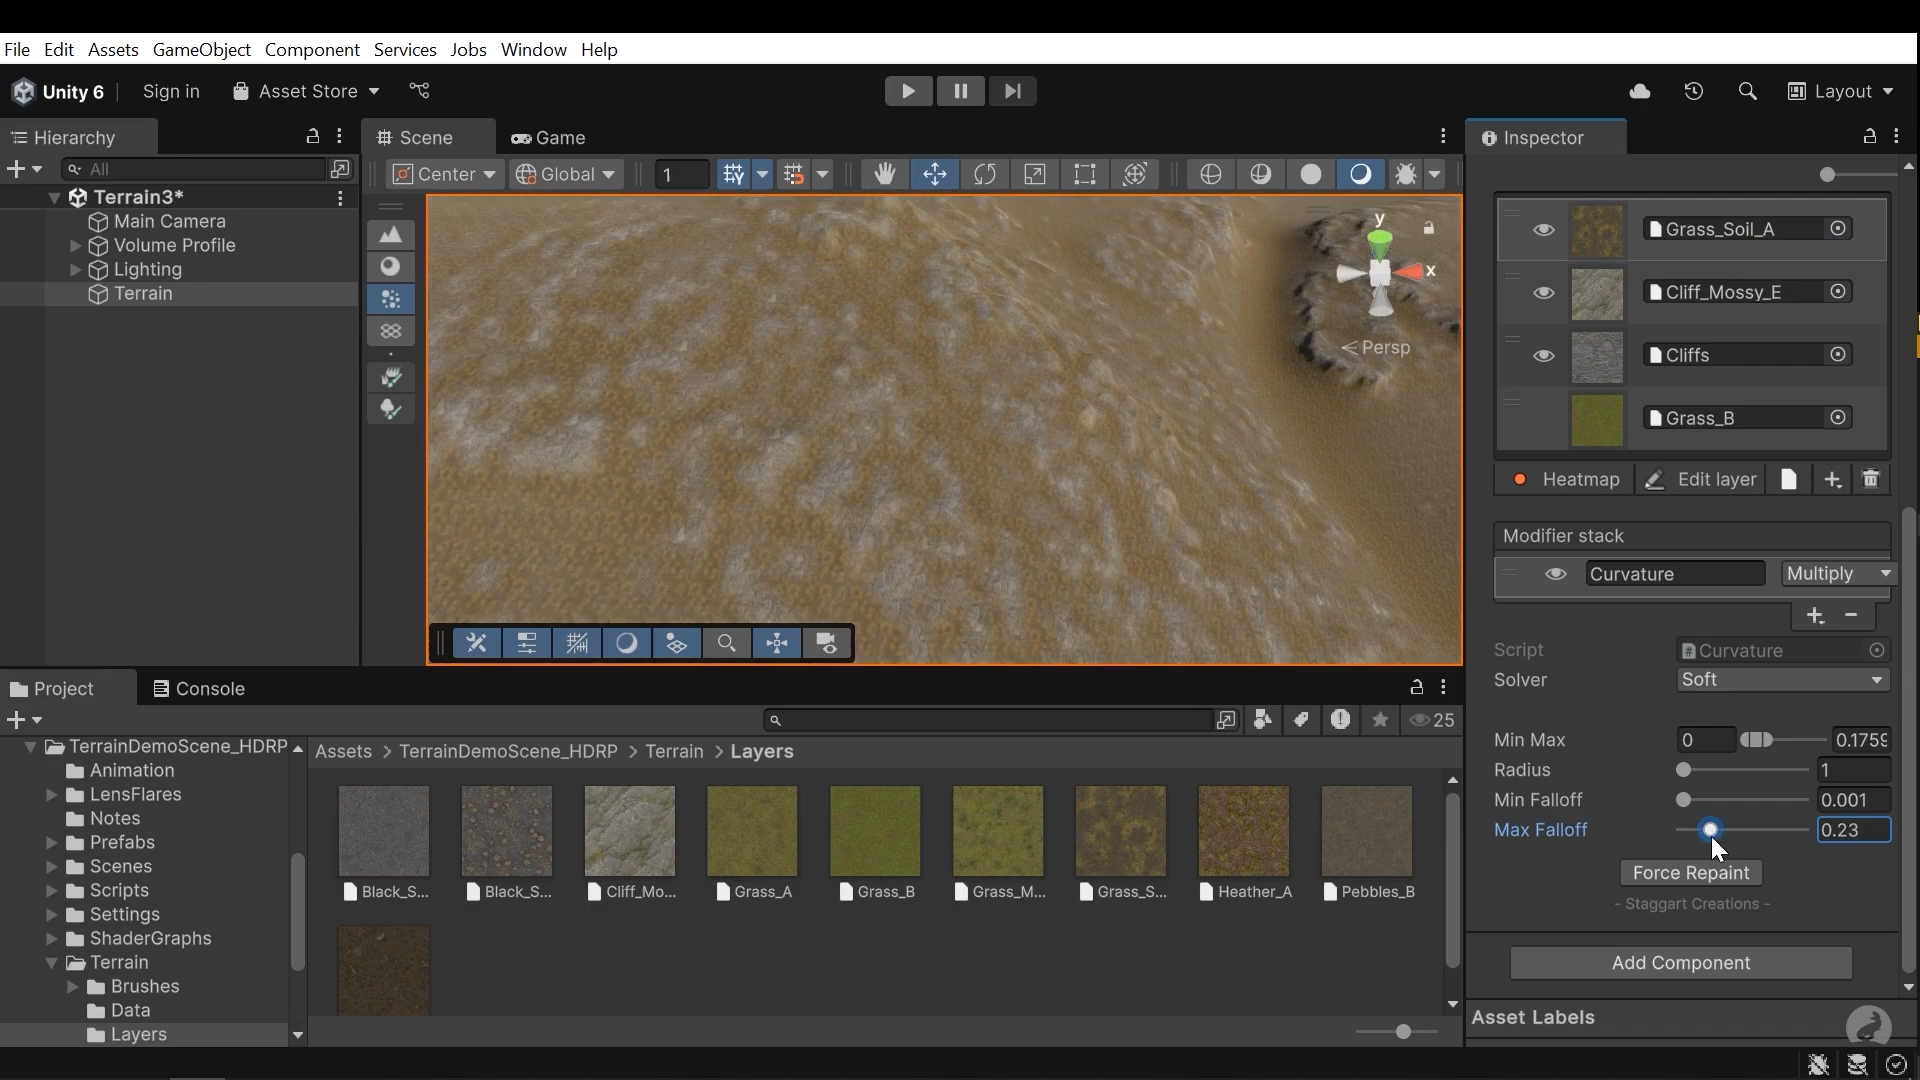 File Edit Assets GameObject Component Services Jobs Window Help
Unity 6 Sign in Asset Store Layout
Hierarchy
All
Terrain3*
Main Camera
Volume Profile
Lighting
Terrain
Scene Game
Center Global 1
y
x
Persp
Inspector
Grass_Soil_A
Cliff_Mossy_E
Cliffs
Grass_B
Heatmap Edit layer
Modifier stack
Curvature Multiply
Script Curvature
Solver Soft
Min Max 0 0.1759
Radius 1
Min Falloff 0.001
Max Falloff 0.23
Force Repaint
- Staggart Creations -
Add Component
Asset Labels
Project Console
25
TerrainDemoScene_HDRP
Animation
LensFlares
Notes
Prefabs
Scenes
Scripts
Settings
ShaderGraphs
Terrain
Brushes
Data
Layers
Assets > TerrainDemoScene_HDRP > Terrain > Layers
Black_S... Black_S... Cliff_Mo... Grass_A Grass_B Grass_M... Grass_S... Heather_A Pebbles_B